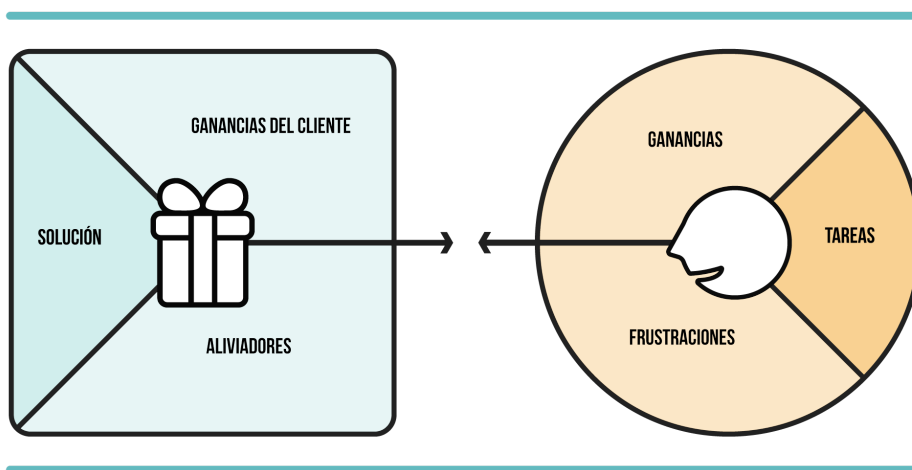 GANANCIAS DEL CLIENTE
SOLUCIÓN
ALIVIADORES
GANANCIAS
TAREAS
FRUSTRACIONES